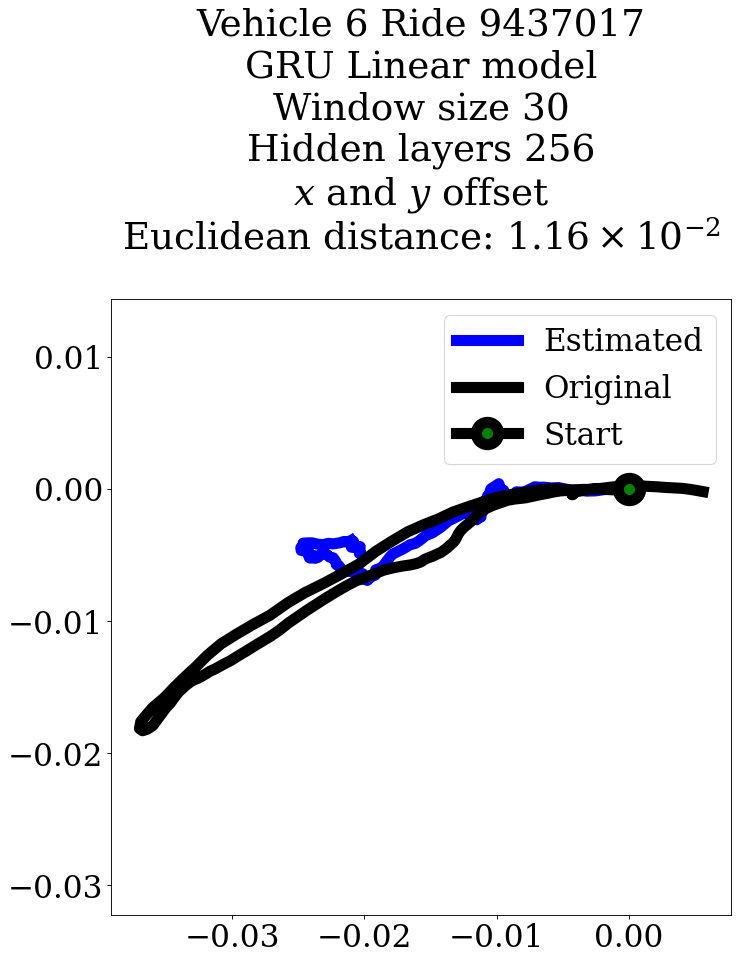 Vehicle 6 Ride 9437017
GRU Linear model
Window size 30
Hidden layers 256
x and y offset
Euclidean distance: 1.16 × 10⁻²
Estimated
Original
Start
0.01
0.00
−0.01
−0.02
−0.03
−0.03 −0.02 −0.01 0.00